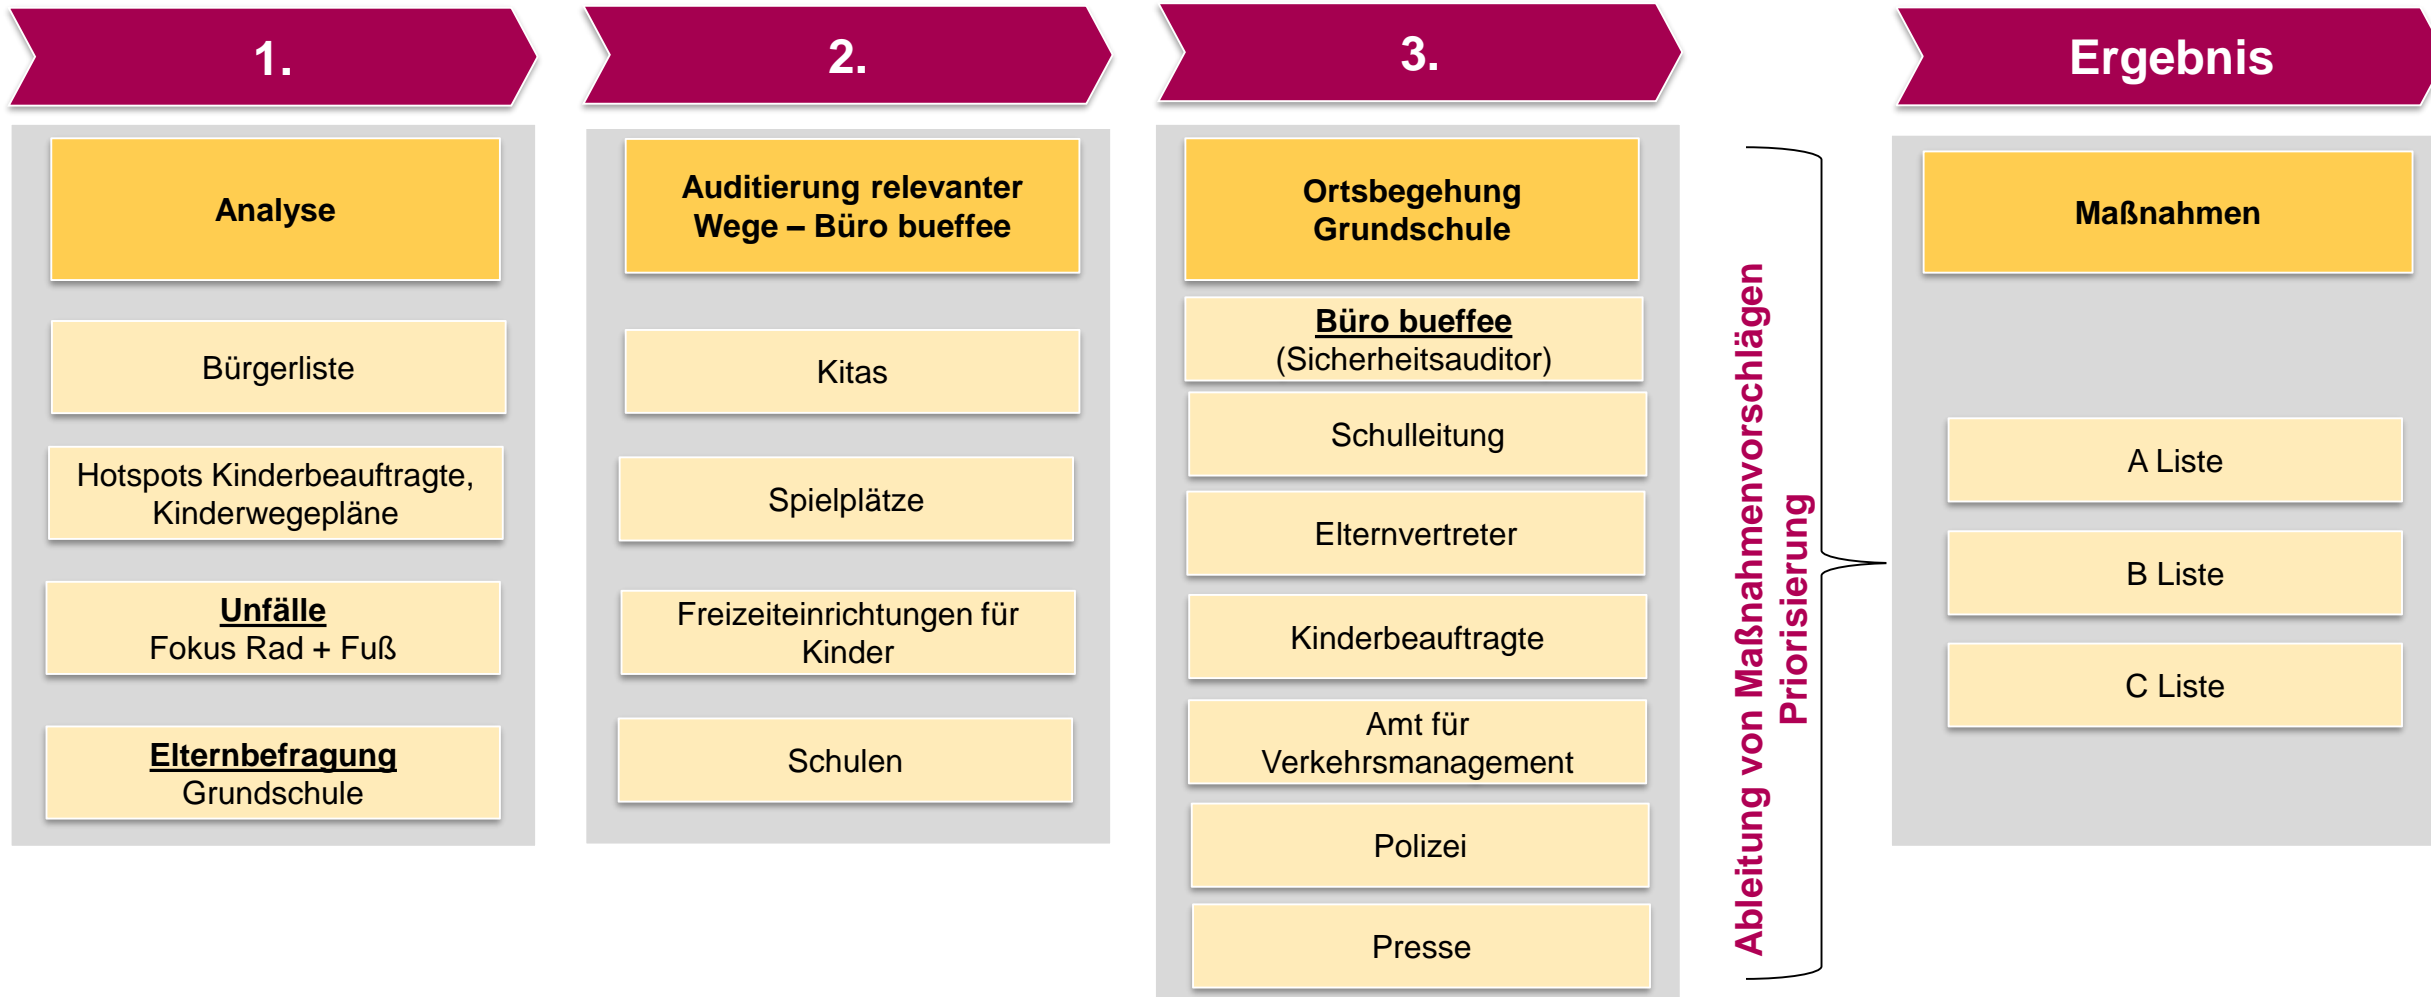 1.
Analyse
Bürgerliste
Hotspots Kinderbeauftragte,
Kinderwegepläne
Unfälle
Fokus Rad + Fuß
Elternbefragung
Grundschule
2.
Auditierung relevanter
Wege – Büro bueffee
Kitas
Spielplätze
Freizeiteinrichtungen für
Kinder
Schulen
3.
Ortsbegehung
Grundschule
Büro bueffee
(Sicherheitsauditor)
Schulleitung
Elternvertreter
Kinderbeauftragte
Amt für
Verkehrsmanagement
Polizei
Presse
Ableitung von Maßnahmenvorschlägen
Priorisierung
Ergebnis
Maßnahmen
A Liste
B Liste
C Liste